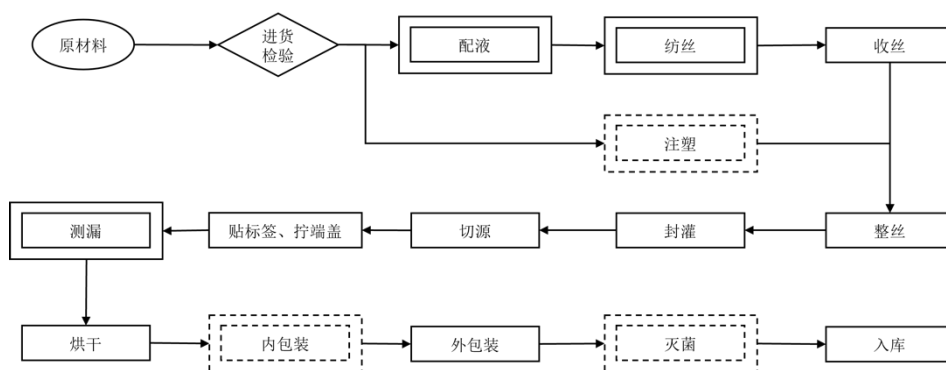 原材料
进货
检验
配液
纺丝
收丝
注塑
测漏
贴标签、拧端盖
切源
封灌
整丝
烘干
内包装
外包装
灭菌
入库